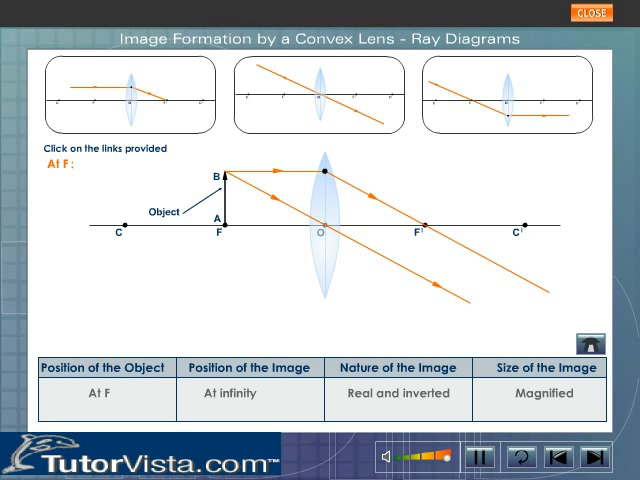 CLOSE
Image Formation by a Convex Lens - Ray Diagrams
Click on the links provided
At F :
B
Object
A
C F O F' C'
Position of the Object Position of the Image Nature of the Image Size of the Image
At F At infinity Real and inverted Magnified
TutorVista.com™